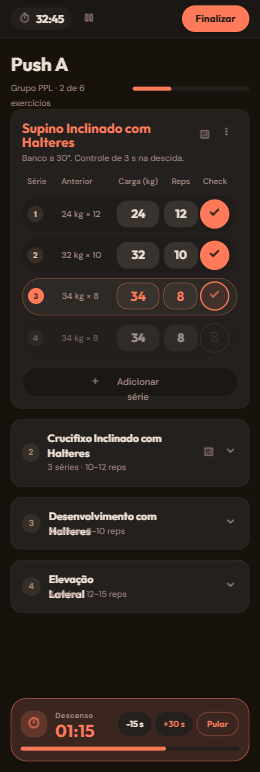 32:45
Finalizar
Push A
Grupo PPL · 2 de 6
exercícios
Supino Inclinado com
Halteres
Banco a 30°. Controle de 3 s na descida.
Série Anterior Carga (kg) Reps Check
1 24 kg × 12 24 12
2 32 kg × 10 32 10
3 34 kg × 8 34 8
4 34 kg × 8 34 8
+ Adicionar
série
2 Crucifixo Inclinado com
Halteres
3 séries · 10-12 reps
3 Desenvolvimento com
Halteres -10 reps
4 Elevação
Lateral 12-15 reps
Descanso
01:15
-15 s
+30 s
Pular